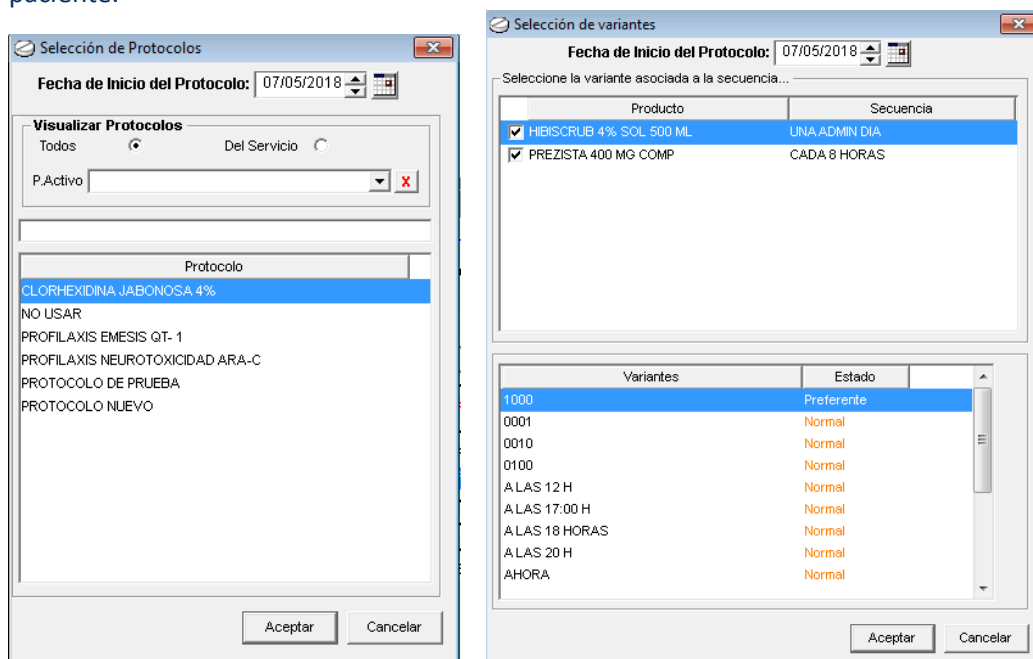 paciente.
Selección de Protocolos
Fecha de Inicio del Protocolo: 07/05/2018
Visualizar Protocolos
Todos Del Servicio
P.Activo
X
Protocolo
CLORHEXIDINA JABONOSA 4%
NO USAR
PROFILAXIS EMESIS QT- 1
PROFILAXIS NEUROTOXICIDAD ARA-C
PROTOCOLO DE PRUEBA
PROTOCOLO NUEVO
Aceptar Cancelar
Selección de variantes
Fecha de Inicio del Protocolo: 07/05/2018
Seleccione la variante asociada a la secuencia...
Producto Secuencia
HIBISCRUB 4% SOL 500 ML UNA ADMIN DIA
PREZISTA 400 MG COMP CADA 8 HORAS
Variantes Estado
1000 Preferente
0001 Normal
0010 Normal
0100 Normal
A LAS 12 H Normal
A LAS 17:00 H Normal
A LAS 18 HORAS Normal
A LAS 20 H Normal
AHORA Normal
Aceptar Cancelar